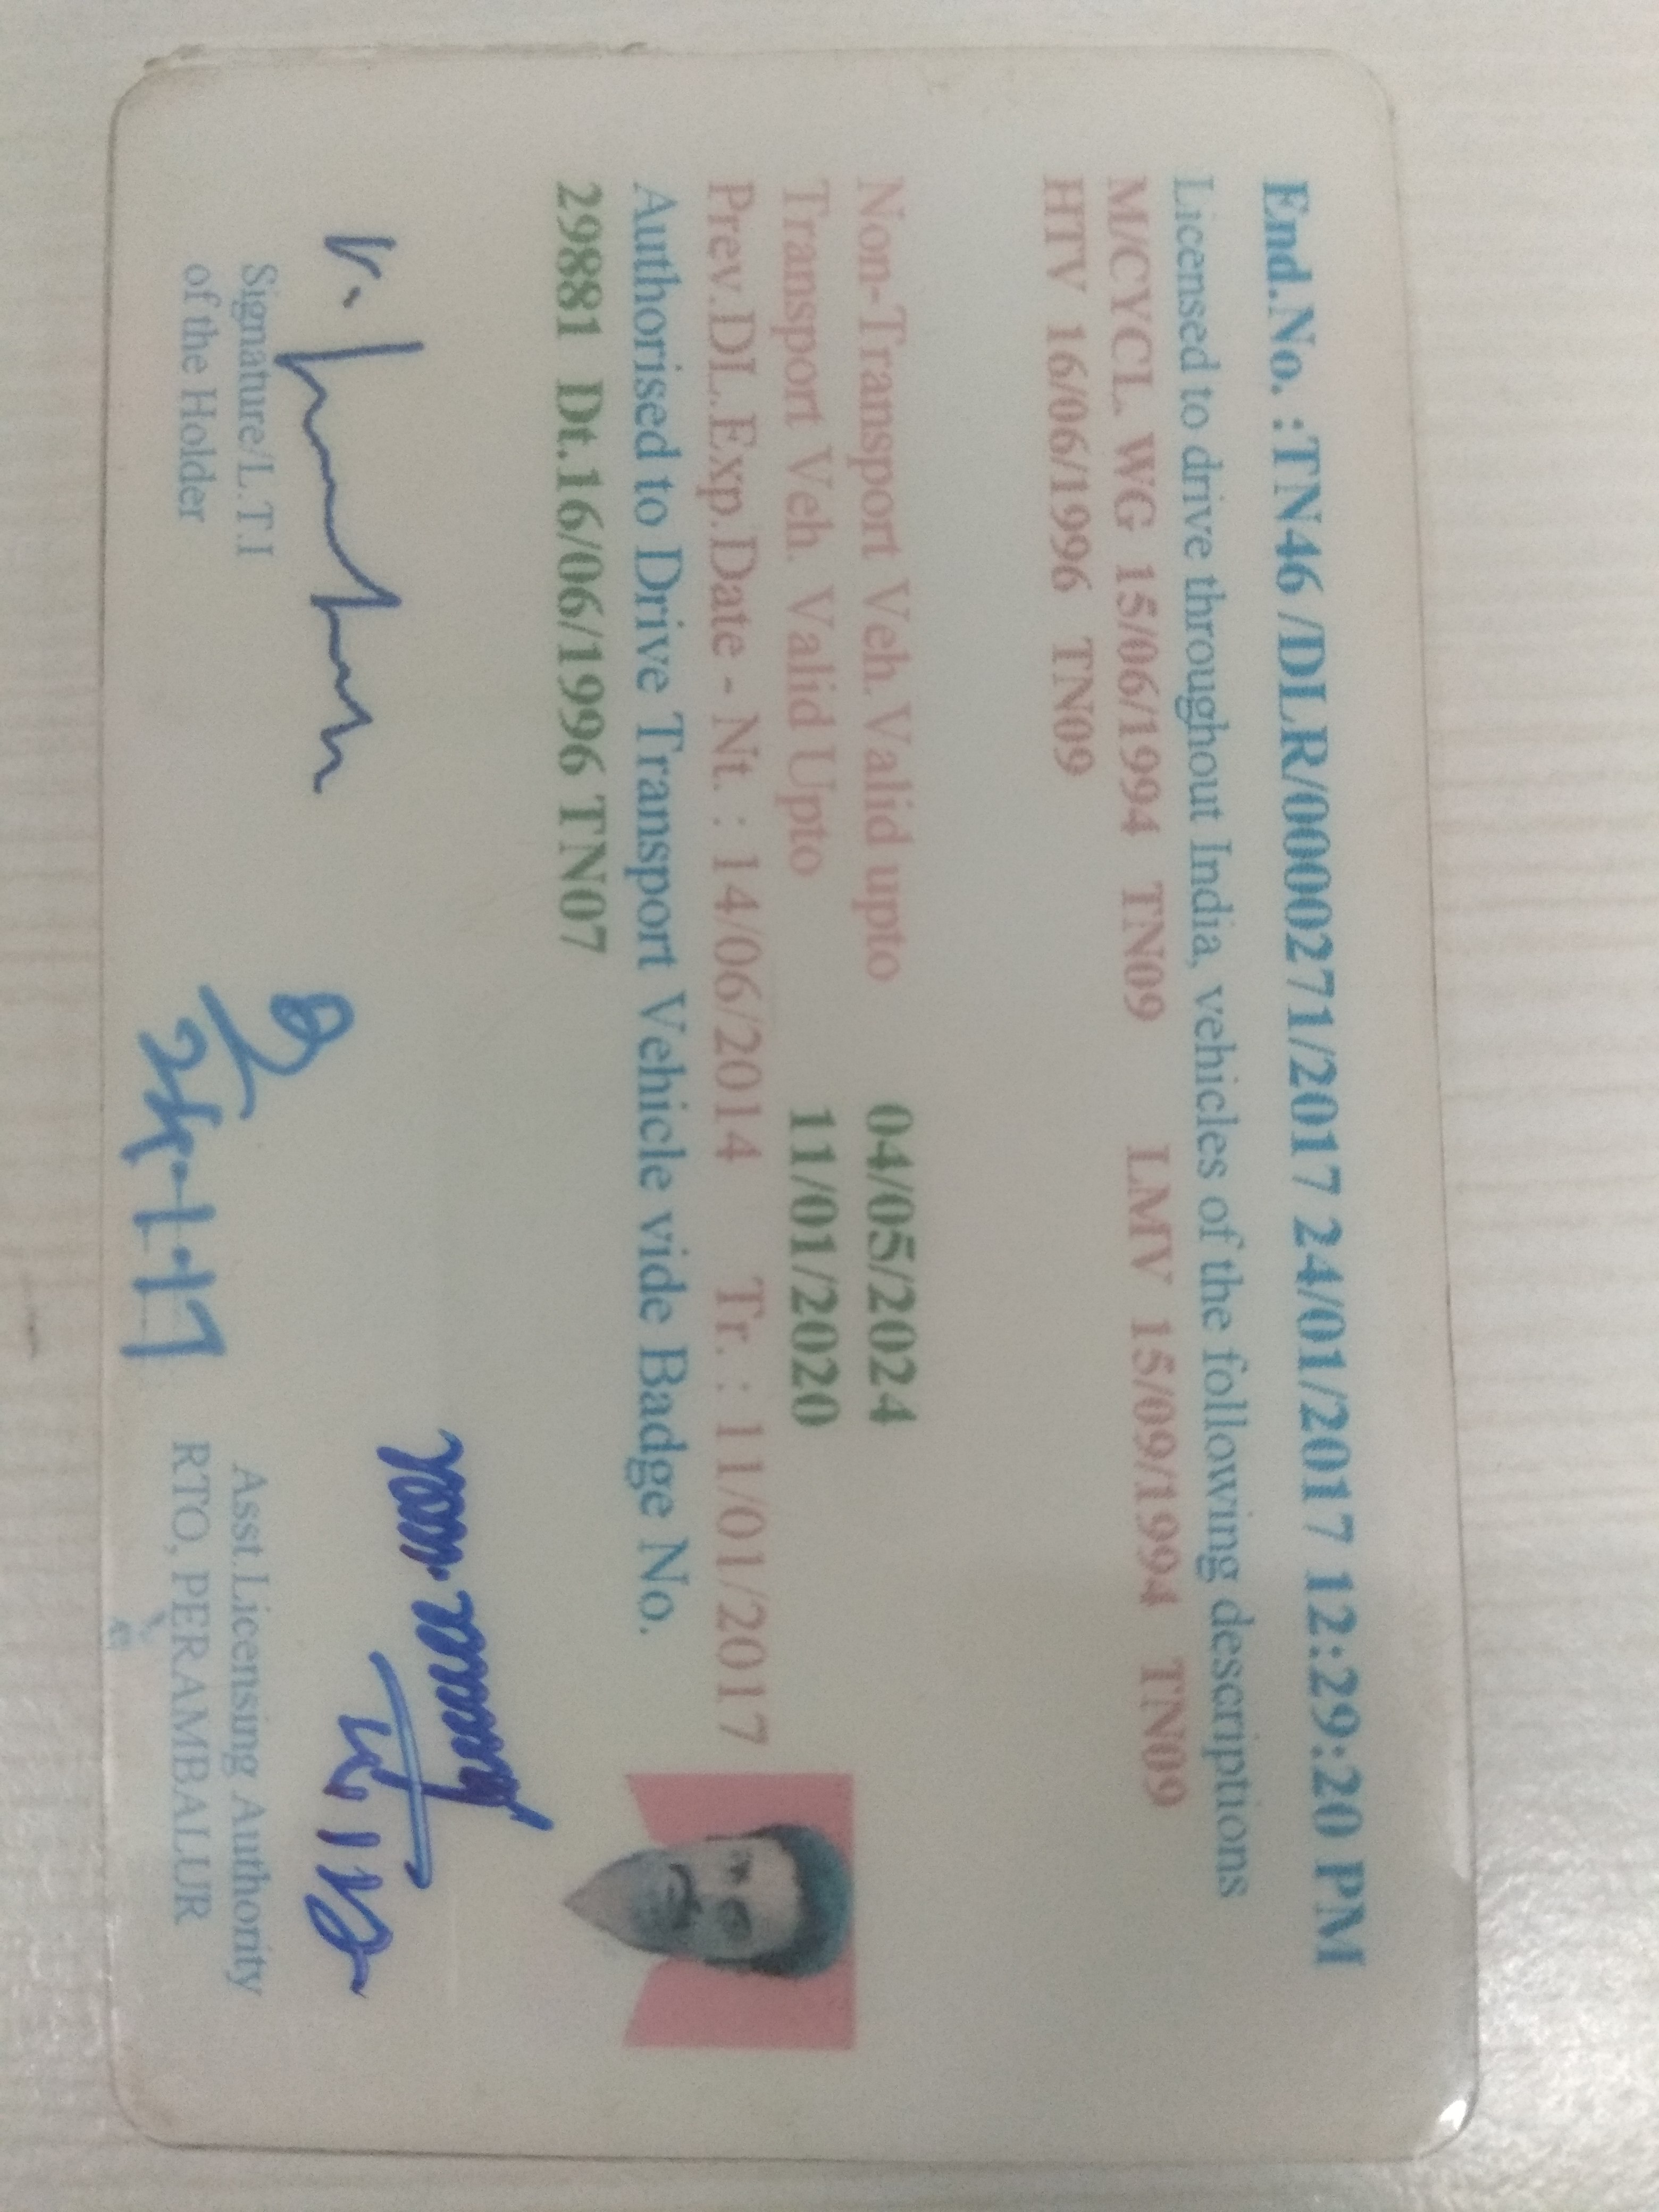 End.No. :TN46 /DLR/0000271/2017 24/01/2017 12:29:20 PM
Licensed to drive throughout India, vehicles of the following descriptions
M/CYCL. WG 15/06/1994 TN09 LMV 15/09/1994 TN09
HTV 16/06/1996 TN09
Non-Transport Veh. Valid upto 04/05/2024
Transport Veh. Valid Upto 11/01/2020
Prev.DL.Exp.Date - Nt. : 14/06/2014 Tr. : 11/01/2017
Authorised to Drive Transport Vehicle vide Badge No.
29881 Dt.16/06/1996 TN07
24.1.17
Signature/L.T.I
of the Holder
Asst.Licensing Authority
RTO, PERAMBALUR